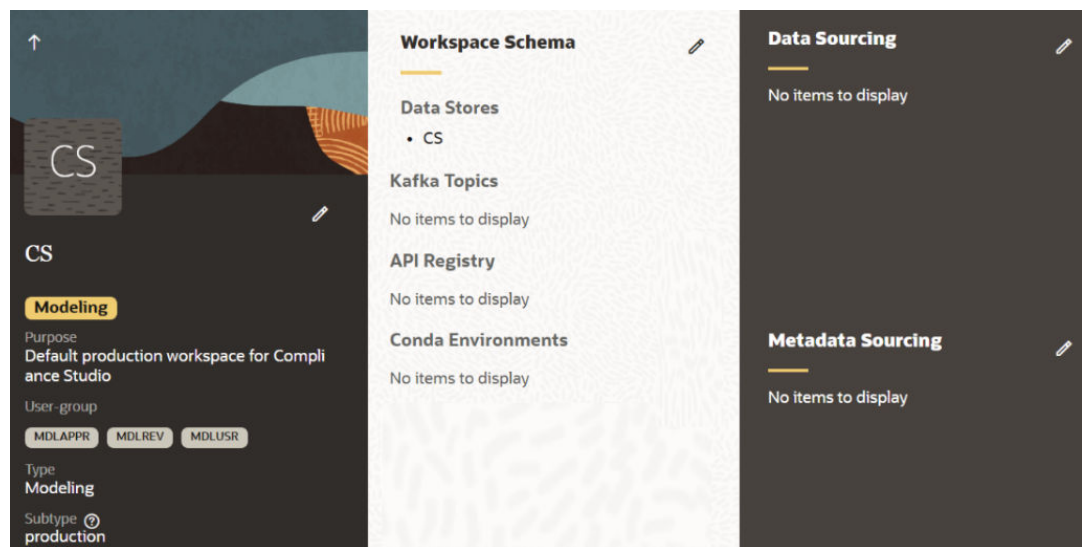 CS
CS
Modeling
Purpose
Default production workspace for Compli
ance Studio
User-group
MDLAPPR MDLREV MDLUSR
Type
Modeling
Subtype ?
production
Workspace Schema
Data Stores
• CS
Kafka Topics
No items to display
API Registry
No items to display
Conda Environments
No items to display
Data Sourcing
No items to display
Metadata Sourcing
No items to display